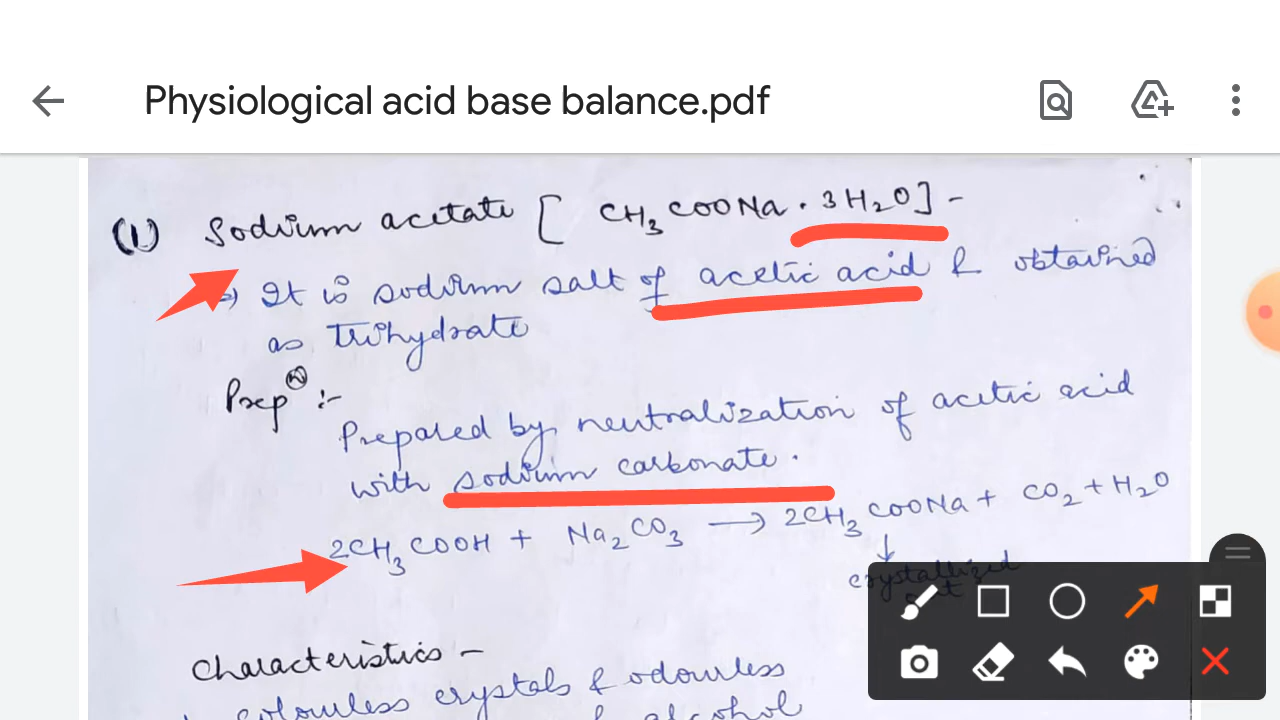 Physiological acid base balance.pdf
(1) Sodium acetate [ CH₃COONa · 3H₂O] -
⇒ It is sodium salt of acetic acid & obtained
as trihydrate
Prepⁿ :-
Prepared by neutralization of acetic acid
with sodium carbonate.
2CH₃COOH + Na₂CO₃ → 2CH₃COONa + CO₂ + H₂O
↓
crystallized
Characteristics -
colourless crystals & odourless
alcohol